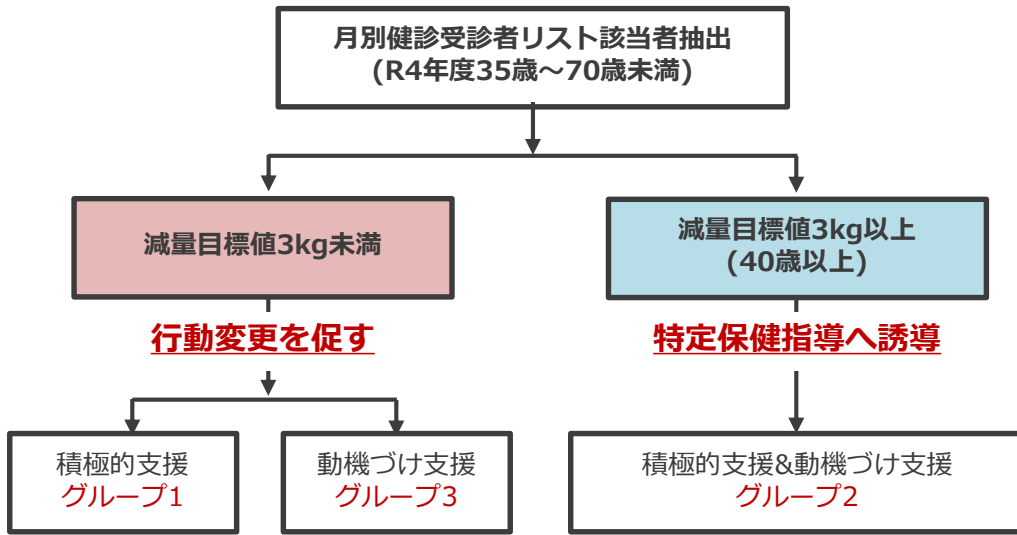 月別健診受診者リスト該当者抽出
(R4年度35歳～70歳未満)
減量目標値3kg未満
減量目標値3kg以上
(40歳以上)
行動変更を促す
特定保健指導へ誘導
積極的支援
グループ1
動機づけ支援
グループ3
積極的支援&動機づけ支援
グループ2